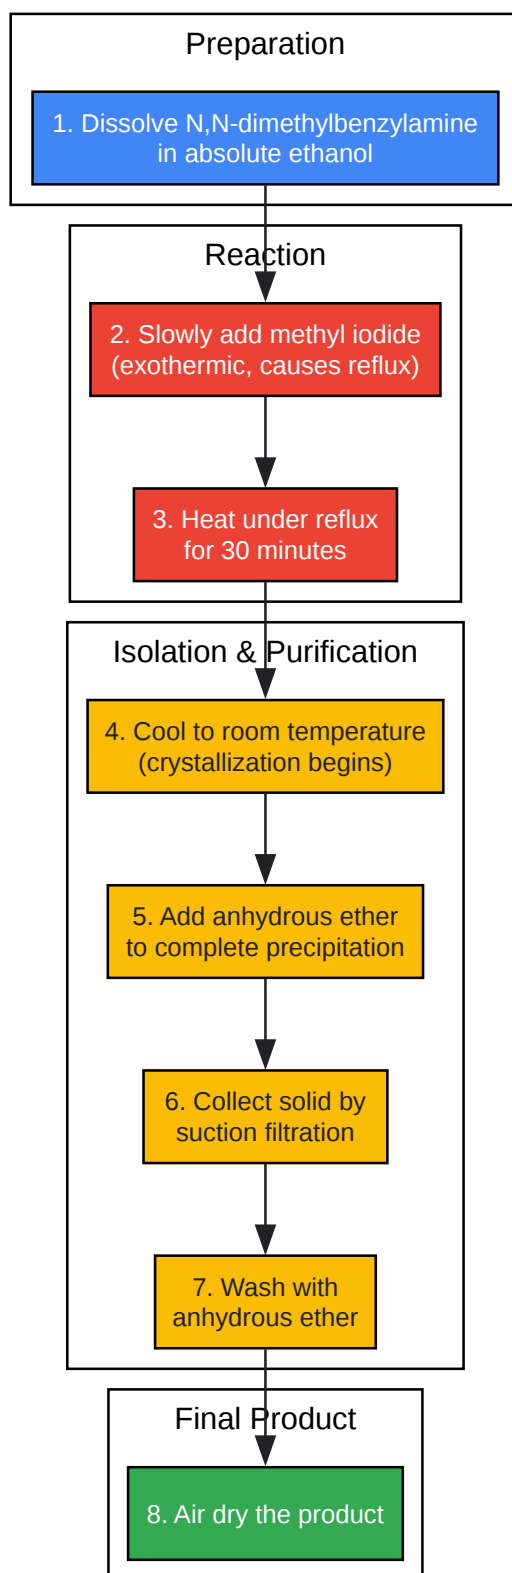 Preparation
1. Dissolve N,N-dimethylbenzylamine
in absolute ethanol
Reaction
2. Slowly add methyl iodide
(exothermic, causes reflux)
3. Heat under reflux
for 30 minutes
Isolation & Purification
4. Cool to room temperature
(crystallization begins)
5. Add anhydrous ether
to complete precipitation
6. Collect solid by
suction filtration
7. Wash with
anhydrous ether
Final Product
8. Air dry the product